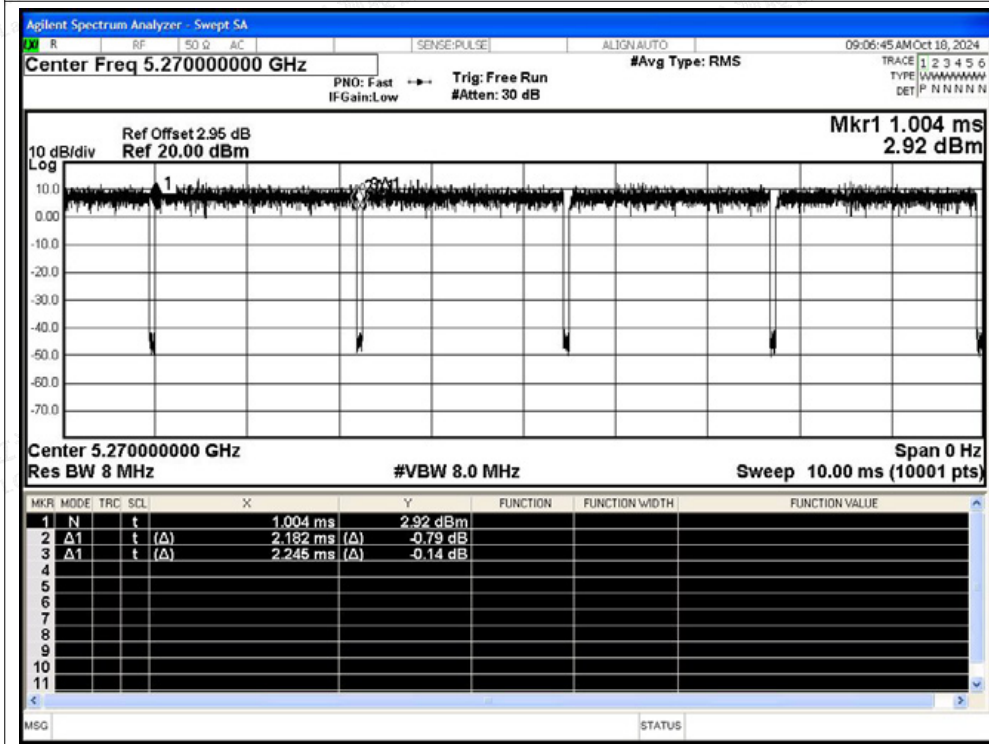 Agilent Spectrum Analyzer - Swept SA
R RF 50 Ω AC SENSE:PULSE ALIGN AUTO 09:06:45 AM Oct 18, 2024
Center Freq 5.270000000 GHz #Avg Type: RMS TRACE 1 2 3 4 5 6
PNO: Fast Trig: Free Run TYPE WWWWWW
IFGain:Low #Atten: 30 dB DET P N N N N N
Mkr1 1.004 ms
Ref Offset 2.95 dB
10 dB/div Ref 20.00 dBm 2.92 dBm
Log
10.0
1
0.00
-10.0
-20.0
-30.0
-40.0
-50.0
-60.0
-70.0
Center 5.270000000 GHz Span 0 Hz
Res BW 8 MHz #VBW 8.0 MHz Sweep 10.00 ms (10001 pts)
MKR MODE TRC SCL X Y FUNCTION FUNCTION WIDTH FUNCTION VALUE
1 N t 1.004 ms 2.92 dBm
2 Δ1 t (Δ) 2.182 ms (Δ) -0.79 dB
3 Δ1 t (Δ) 2.245 ms (Δ) -0.14 dB
4
5
6
7
8
9
10
11
MSG STATUS